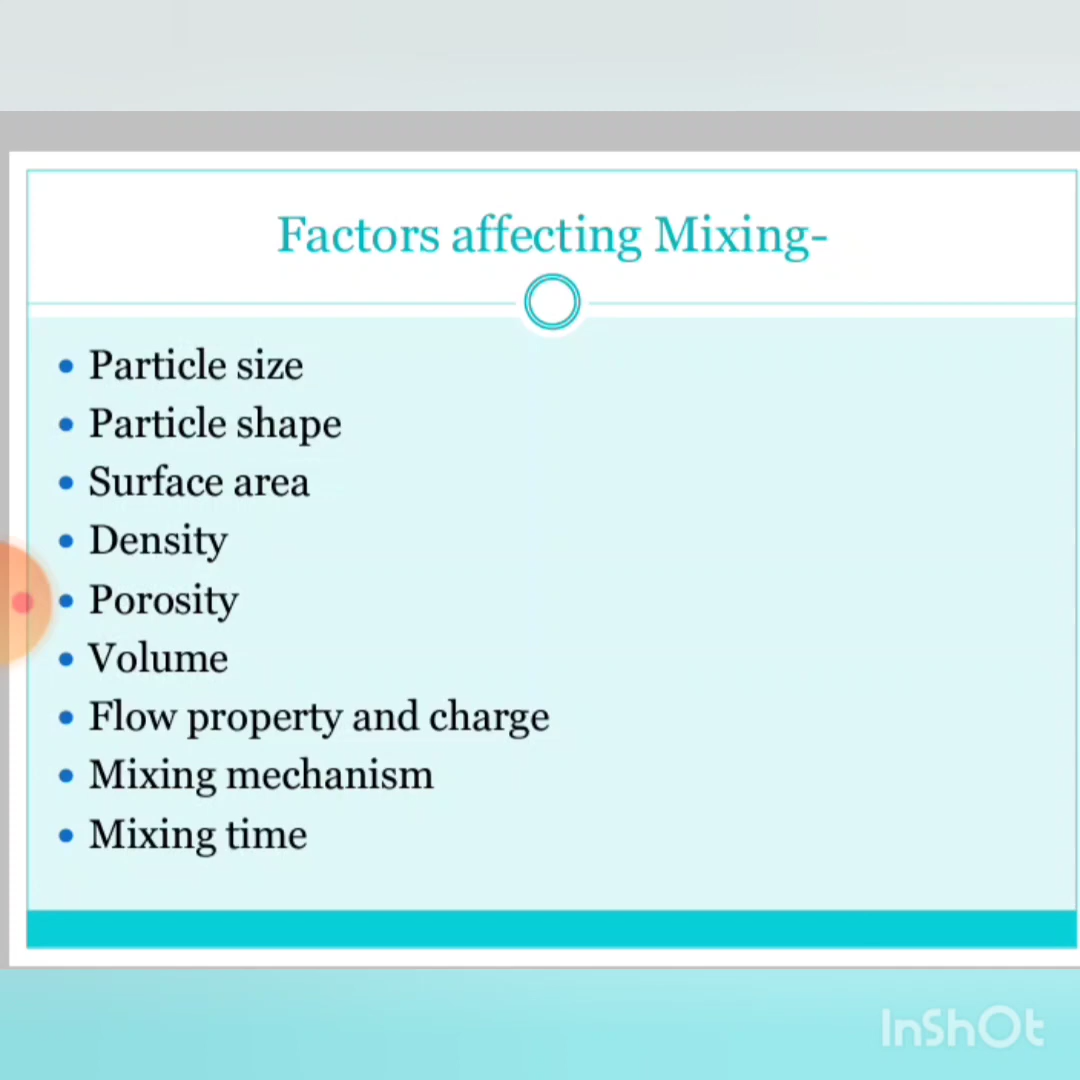 Factors affecting Mixing-
• Particle size
• Particle shape
• Surface area
• Density
• Porosity
• Volume
• Flow property and charge
• Mixing mechanism
• Mixing time
InShOt